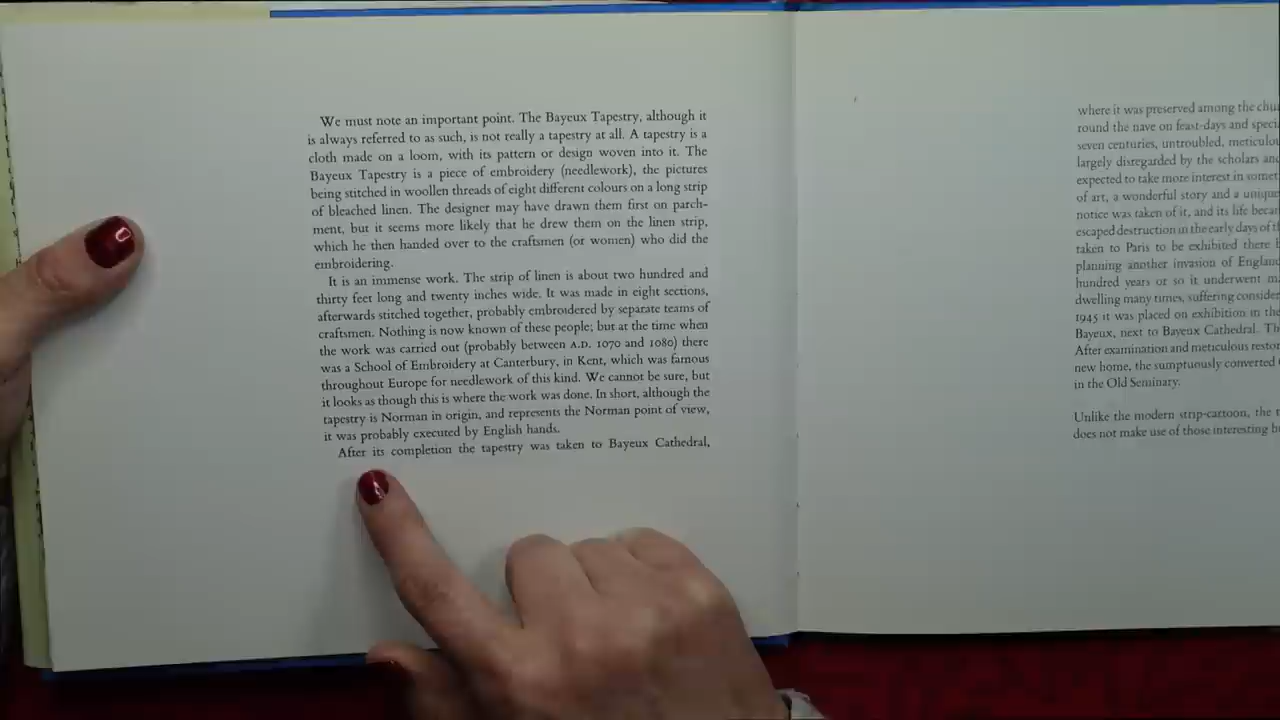 We must note an important point. The Bayeux Tapestry, although it
is always referred to as such, is not really a tapestry at all. A tapestry is a
cloth made on a loom, with its pattern or design woven into it. The
Bayeux Tapestry is a piece of embroidery (needlework), the pictures
being stitched in woollen threads of eight different colours on a long strip
of bleached linen. The designer may have drawn them first on parch-
ment, but it seems more likely that he drew them on the linen strip,
which he then handed over to the craftsmen (or women) who did the
embroidering.
It is an immense work. The strip of linen is about two hundred and
thirty feet long and twenty inches wide. It was made in eight sections,
afterwards stitched together, probably embroidered by separate teams of
craftsmen. Nothing is now known of these people; but at the time when
the work was carried out (probably between A.D. 1070 and 1080) there
was a School of Embroidery at Canterbury, in Kent, which was famous
throughout Europe for needlework of this kind. We cannot be sure, but
it looks as though this is where the work was done. In short, although the
tapestry is Norman in origin, and represents the Norman point of view,
it was probably executed by English hands.
After its completion the tapestry was taken to Bayeux Cathedral,
where it was preserved among the
round the nave on feast-days and
seven centuries, untroubled,
largely disregarded by the scholars
expected to take more interest in
of art, a wonderful story and a
notice was taken of it, and its life
escaped destruction in the early days of
taken to Paris to be exhibited there
planning another invasion of
hundred years or so it underwent
dwelling many times, suffering
1945 it was placed on exhibition in
Bayeux, next to Bayeux Cathedral.
After examination and meticulous
new home, the sumptuously converted
in the Old Seminary.
Unlike the modern strip-cartoon, the
does not make use of those interesting